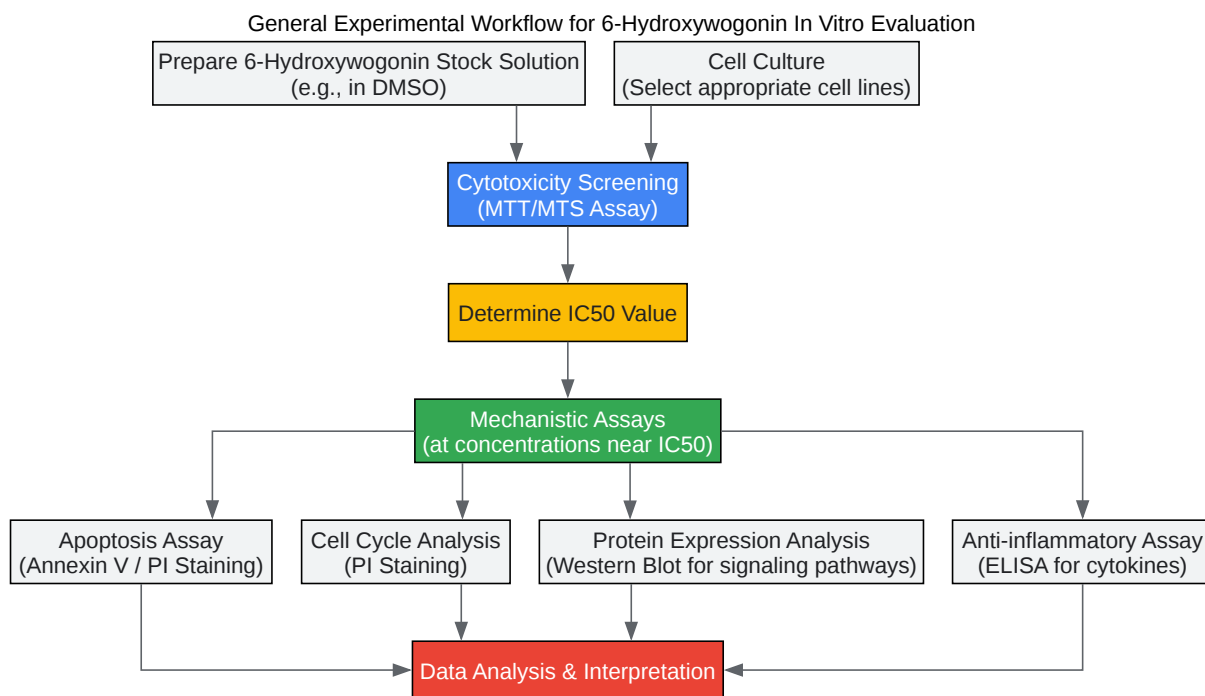 General Experimental Workflow for 6-Hydroxywogonin In Vitro Evaluation
Prepare 6-Hydroxywogonin Stock Solution
(e.g., in DMSO)
Cell Culture
(Select appropriate cell lines)
Cytotoxicity Screening
(MTT/MTS Assay)
Determine IC50 Value
Mechanistic Assays
(at concentrations near IC50)
Apoptosis Assay
(Annexin V / PI Staining)
Cell Cycle Analysis
(PI Staining)
Protein Expression Analysis
(Western Blot for signaling pathways)
Anti-inflammatory Assay
(ELISA for cytokines)
Data Analysis & Interpretation